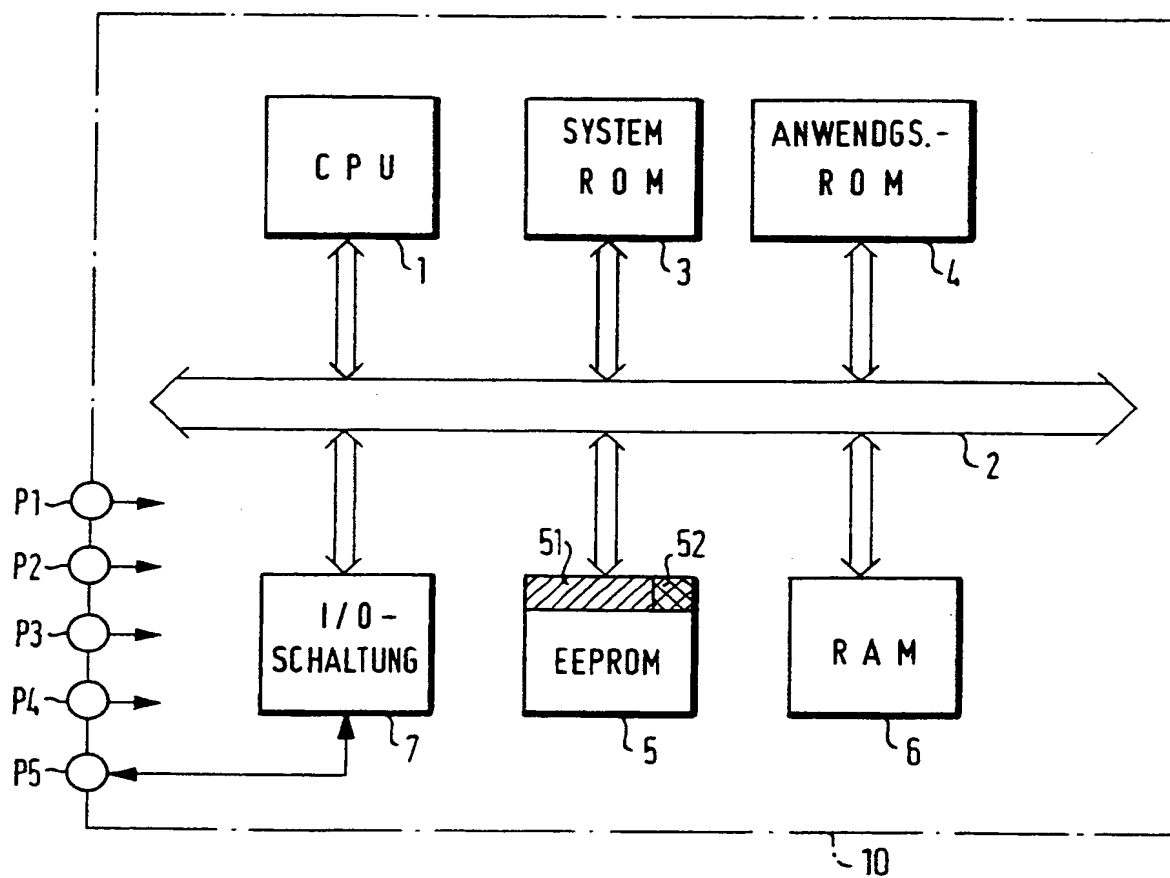 C P U
SYSTEM
R O M
ANWENDGS.-
R O M
1
3
4
2
P1
P2
P3
P4
P5
51
52
I/O-
SCHALTUNG
EEPROM
R A M
7
5
6
10